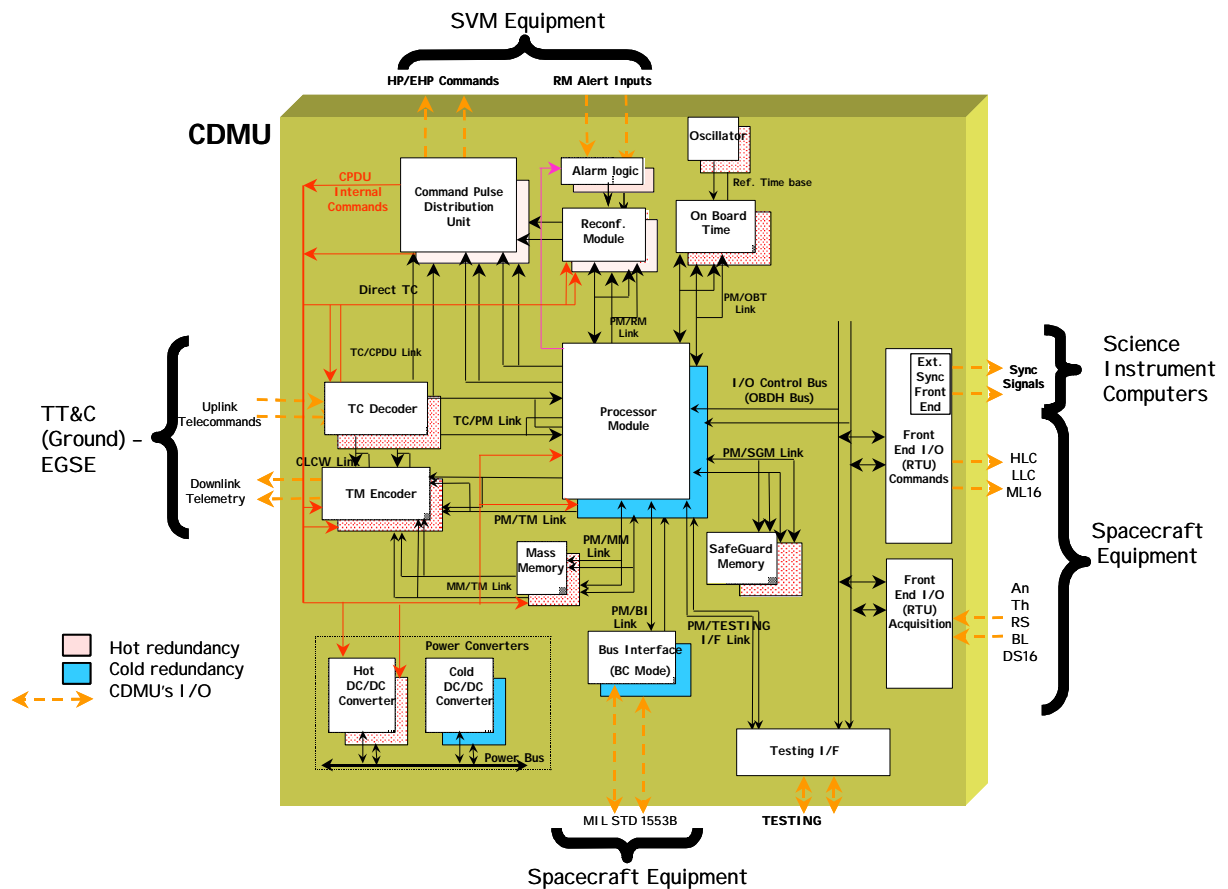 SVM Equipment
HP/EHP Commands
RM Alert Inputs
CDMU
Oscillator
Ref. Time base
CPDU
Internal
Commands
Command Pulse
Distribution
Unit
Alarm logic
Reconf.
Module
On Board
Time
Direct TC
PM/RM
Link
PM/OBT
Link
TC/CPDU Link
TT&C
(Ground) –
EGSE
Uplink
Telecommands
TC Decoder
TC/PM Link
CLCW Link
Downlink
Telemetry
TM Encoder
PM/TM Link
Processor
Module
I/O Control Bus
(OBDH Bus)
PM/SGM Link
Ext.
Sync
Front
End
Sync
Signals
Science
Instrument
Computers
Front
End I/O
(RTU)
Commands
HLC
LLC
ML16
Spacecraft
Equipment
PM/MM
Link
Mass
Memory
MM/TM Link
SafeGuard
Memory
Front
End I/O
(RTU)
Acquisition
An
Th
RS
BL
DS16
PM/BI
Link
PM/TESTING
I/F Link
Bus Interface
(BC Mode)
Hot redundancy
Cold redundancy
CDMU's I/O
Power Converters
Hot
DC/DC
Converter
Cold
DC/DC
Converter
Power Bus
Testing I/F
MIL STD 1553B
TESTING
Spacecraft Equipment